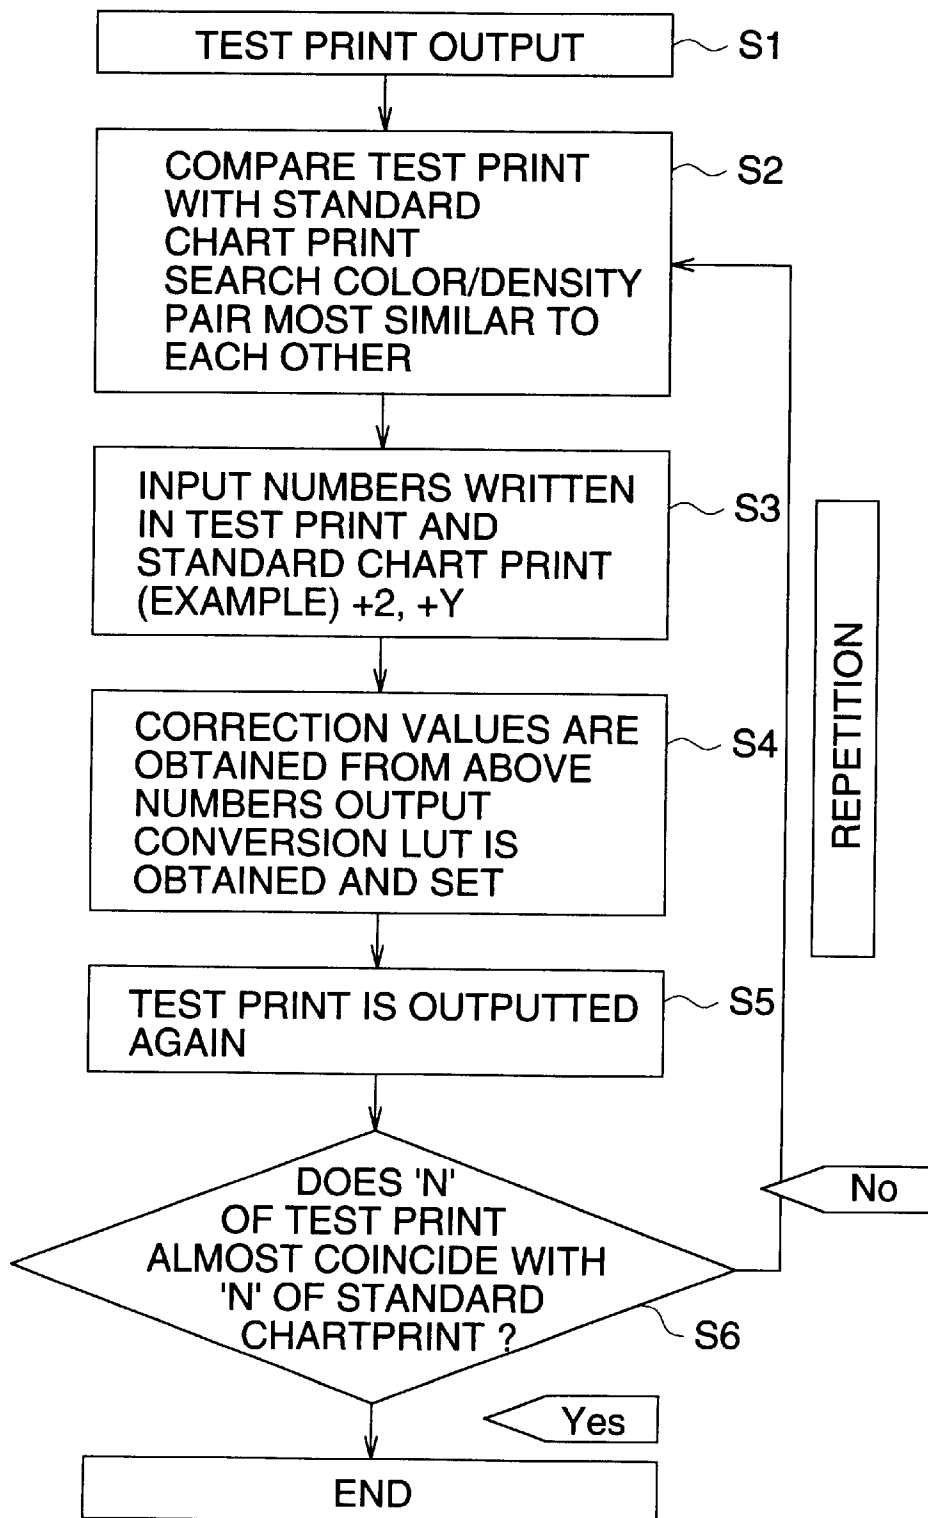 TEST PRINT OUTPUT
S1
COMPARE TEST PRINT
WITH STANDARD
CHART PRINT
SEARCH COLOR/DENSITY
PAIR MOST SIMILAR TO
EACH OTHER
S2
INPUT NUMBERS WRITTEN
IN TEST PRINT AND
STANDARD CHART PRINT
(EXAMPLE) +2, +Y
S3
CORRECTION VALUES ARE
OBTAINED FROM ABOVE
NUMBERS OUTPUT
CONVERSION LUT IS
OBTAINED AND SET
S4
REPETITION
TEST PRINT IS OUTPUTTED
AGAIN
S5
DOES 'N'
OF TEST PRINT
ALMOST COINCIDE WITH
'N' OF STANDARD
CHARTPRINT ?
S6
No
Yes
END